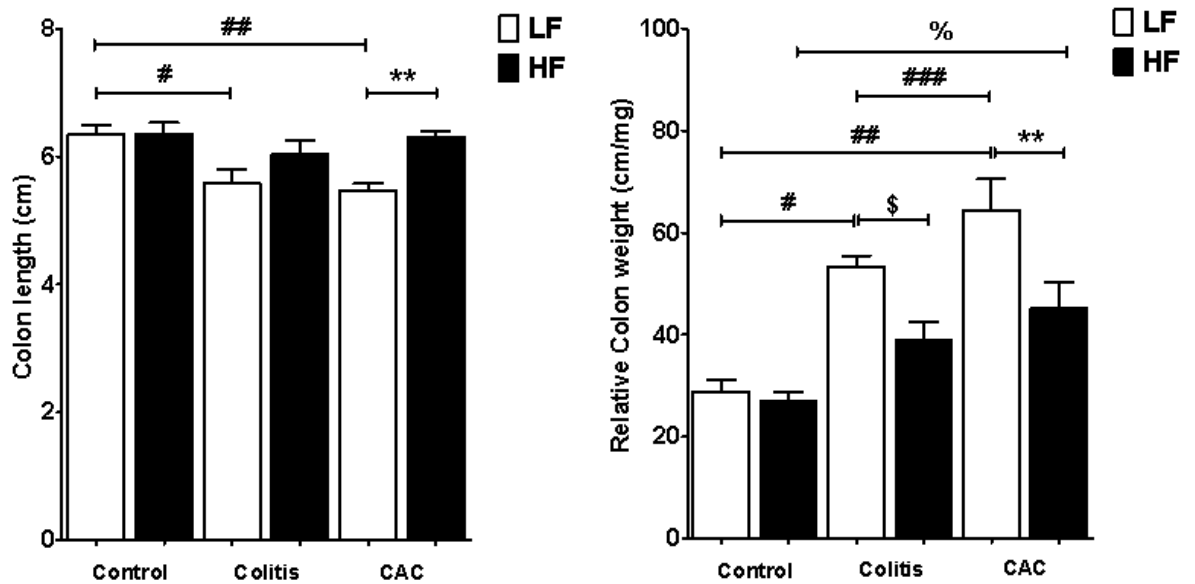 8
6
4
2
0
Colon length (cm)
##
#
**
LF
HF
Control
Colitis
CAC
100
80
60
40
20
0
Relative Colon weight (cm/mg)
%
###
##
**
#
$
LF
HF
Control
Colitis
CAC